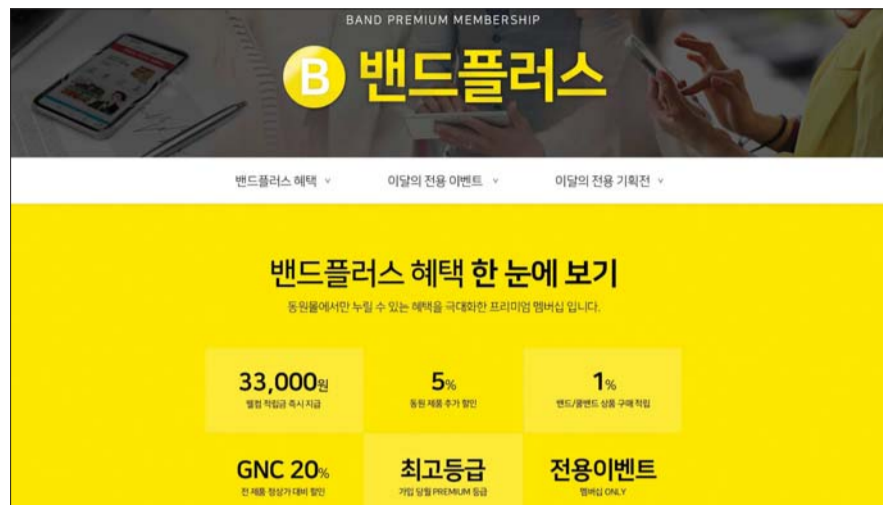 BAND PREMIUM MEMBERSHIP
B 밴드플러스
밴드플러스 혜택 ∨ 이달의 전용 이벤트 ∨ 이달의 전용 기획전 ∨
밴드플러스 혜택 한 눈에 보기
동원몰에서만 누릴 수 있는 혜택을 극대화한 프리미엄 멤버십 입니다.
33,000원 5% 1%
웰컴 적립금 즉시 지급 동원 제품 추가 할인 밴드/쿨밴드 상품 구매 적립
GNC 20% 최고등급 전용이벤트
전 제품 정상가 대비 할인 가입 당월 PREMIUM 등급 멤버십 ONLY